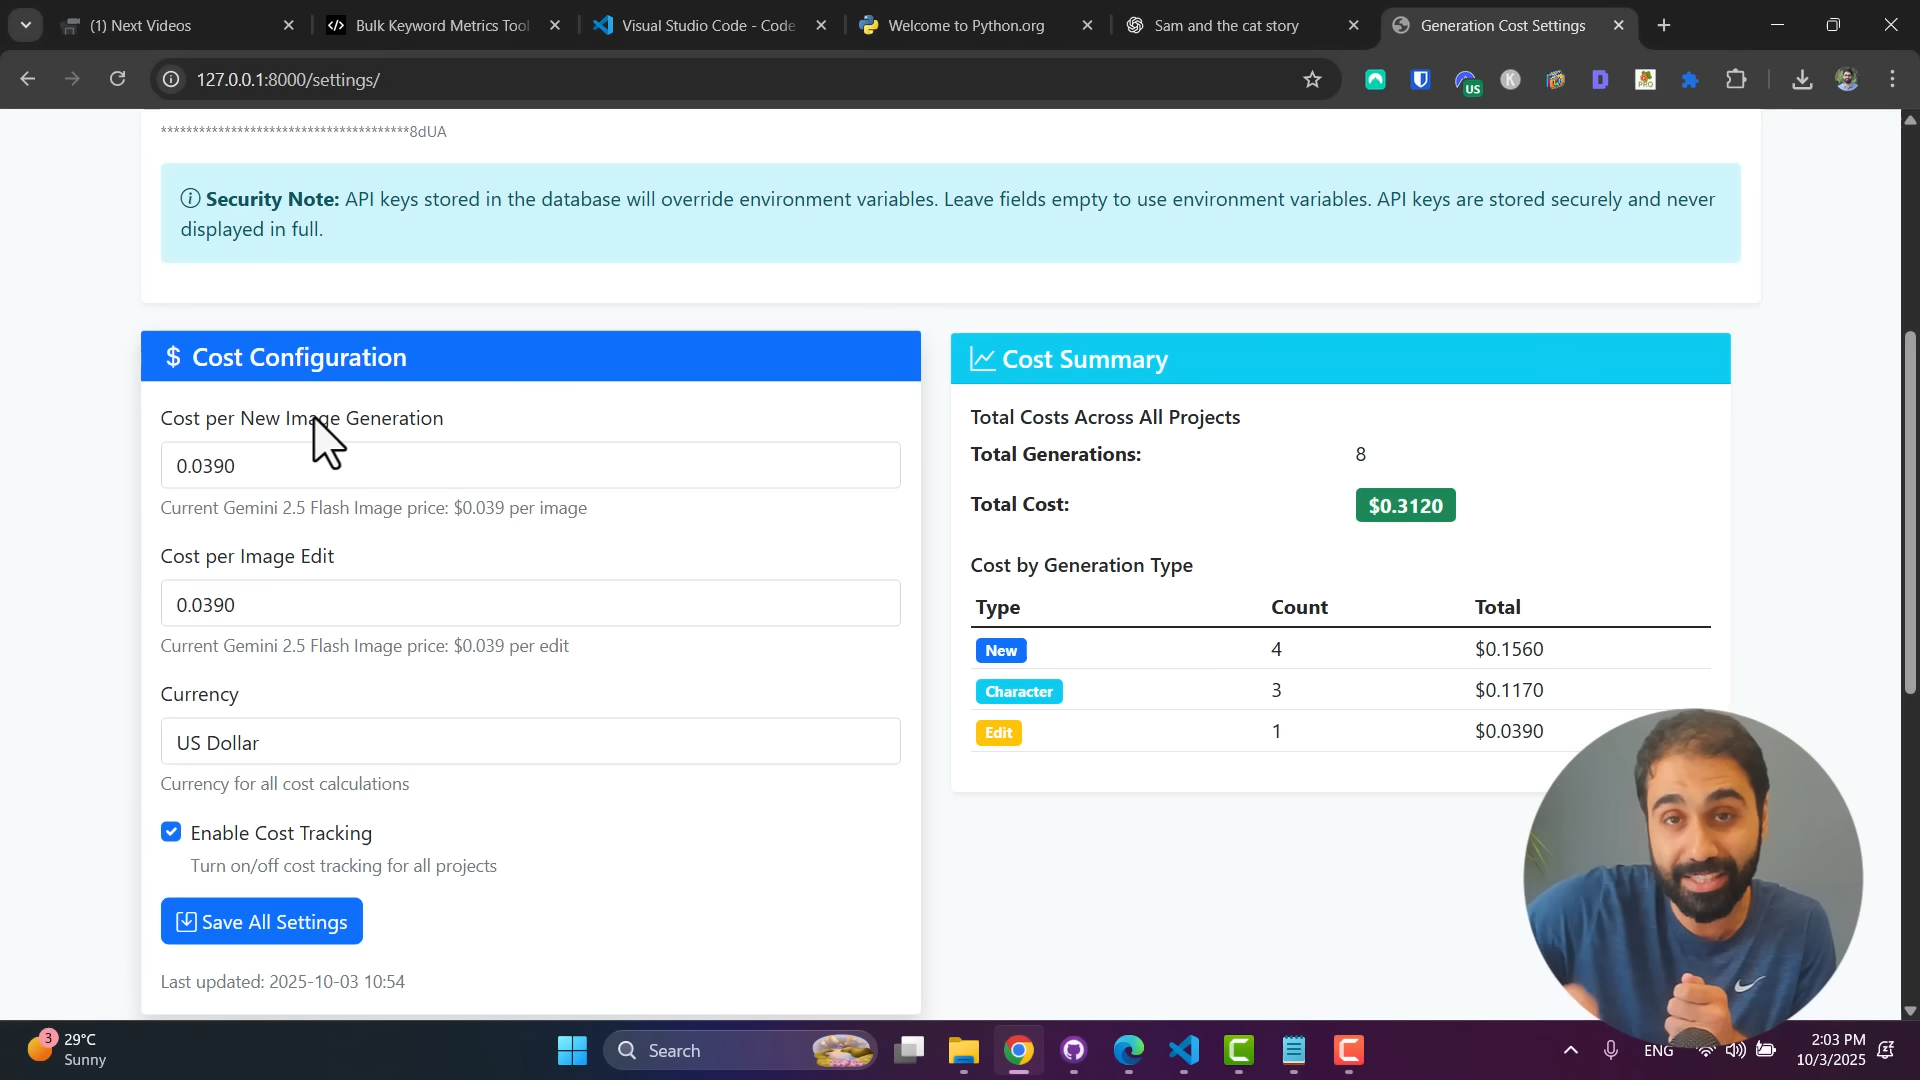 (1) Next Videos
Bulk Keyword Metrics Tool
Visual Studio Code - Code
Welcome to Python.org
Sam and the cat story
Generation Cost Settings
127.0.0.1:8000/settings/
US
K
D
PRO
**************************************8dUA
Security Note: API keys stored in the database will override environment variables. Leave fields empty to use environment variables. API keys are stored securely and never
displayed in full.
$ Cost Configuration
Cost per New Image Generation
0.0390
Current Gemini 2.5 Flash Image price: $0.039 per image
Cost per Image Edit
0.0390
Current Gemini 2.5 Flash Image price: $0.039 per edit
Currency
US Dollar
Currency for all cost calculations
Enable Cost Tracking
Turn on/off cost tracking for all projects
Save All Settings
Last updated: 2025-10-03 10:54
Cost Summary
Total Costs Across All Projects
Total Generations: 8
Total Cost: $0.3120
Cost by Generation Type
Type Count Total
New 4 $0.1560
Character 3 $0.1170
Edit 1 $0.0390
3
29°C
Sunny
Search
ENG
2:03 PM
10/3/2025